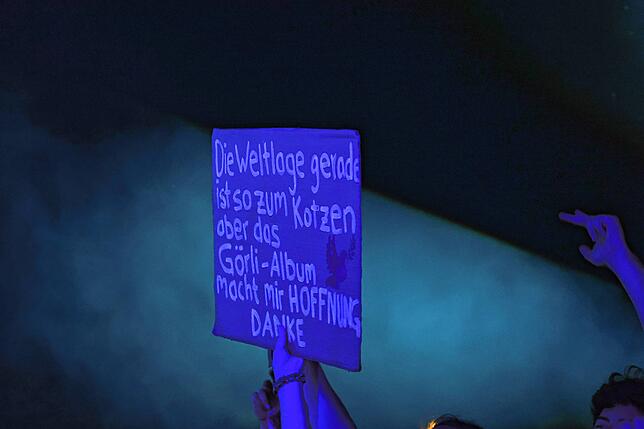 Die Weltlage gerade
ist so zum Kotzen
aber das
Görli-Album
macht mir HOFFNUNG
DANKE